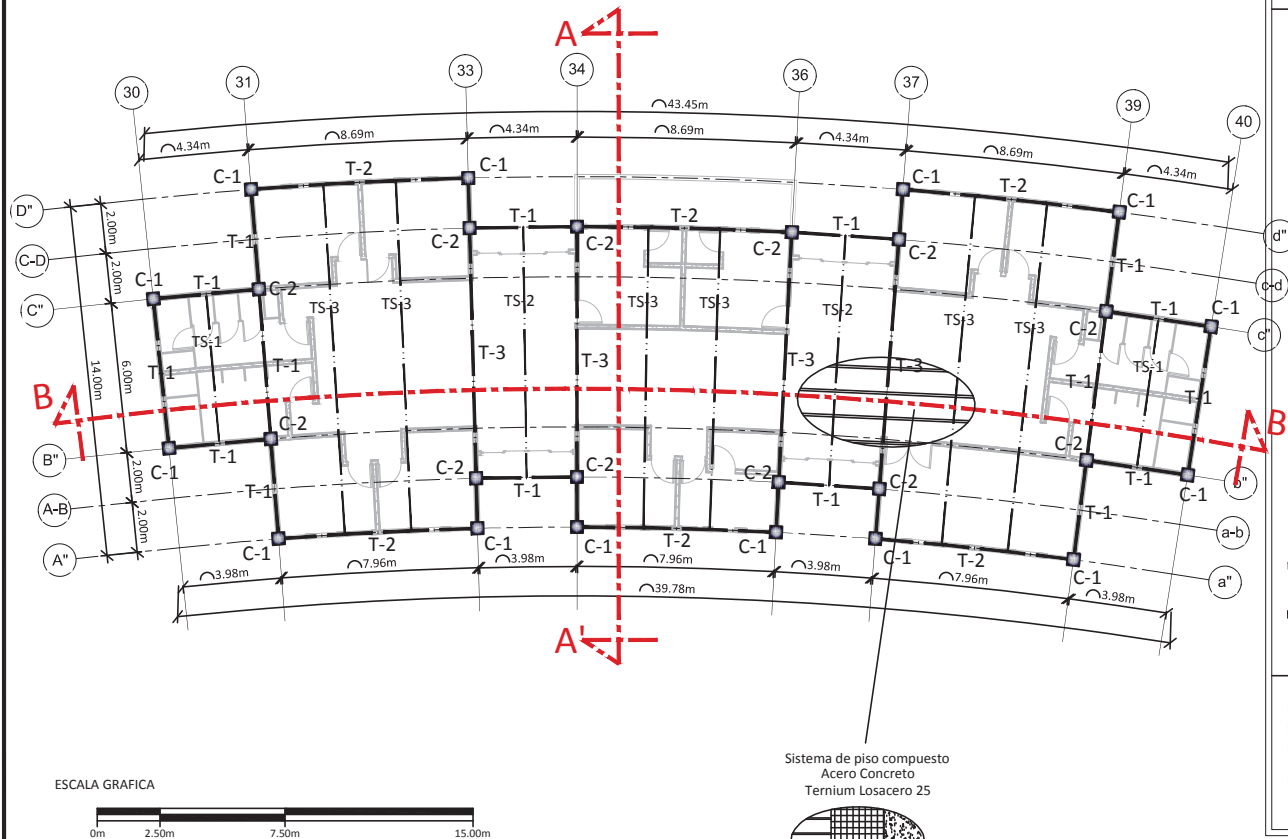 A
30 31 33 34 36 37 39 40
43.45m
4.34m 8.69m 4.34m 8.69m 4.34m 8.69m 4.34m
C-1 T-2 C-1 C-1 T-2 C-1
D" 2.00m d"
T-1 T-2 T-1
C-D T-1 C-2 C-2 C-2 C-2 T-1 c-d
2.00m
C-1 T-1 C-2 T-1 C-1
C" c"
TS-3 TS-3 TS-2 TS-3 TS-3 TS-2 TS-3 TS-3 C-2
TS-1 TS-1
14.00m 6.00m
T-1 T-1 T-3 T-3 T-3 T-3 T-1 T-1
B B
C-2 C-2
B" C-1 T-1 C-2 C-2 C-2 C-2 T-1 C-1 b"
2.00m
A-B T-1 T-1 T-1 T-1 a-b
2.00m
A" C-1 T-2 C-1 C-1 T-2 C-1 C-1 T-2 C-1 a"
3.98m 7.96m 3.98m 7.96m 3.98m 7.96m 3.98m
39.78m
A'
Sistema de piso compuesto
Acero Concreto
Ternium Losacero 25
ESCALA GRAFICA
0m 2.50m 7.50m 15.00m